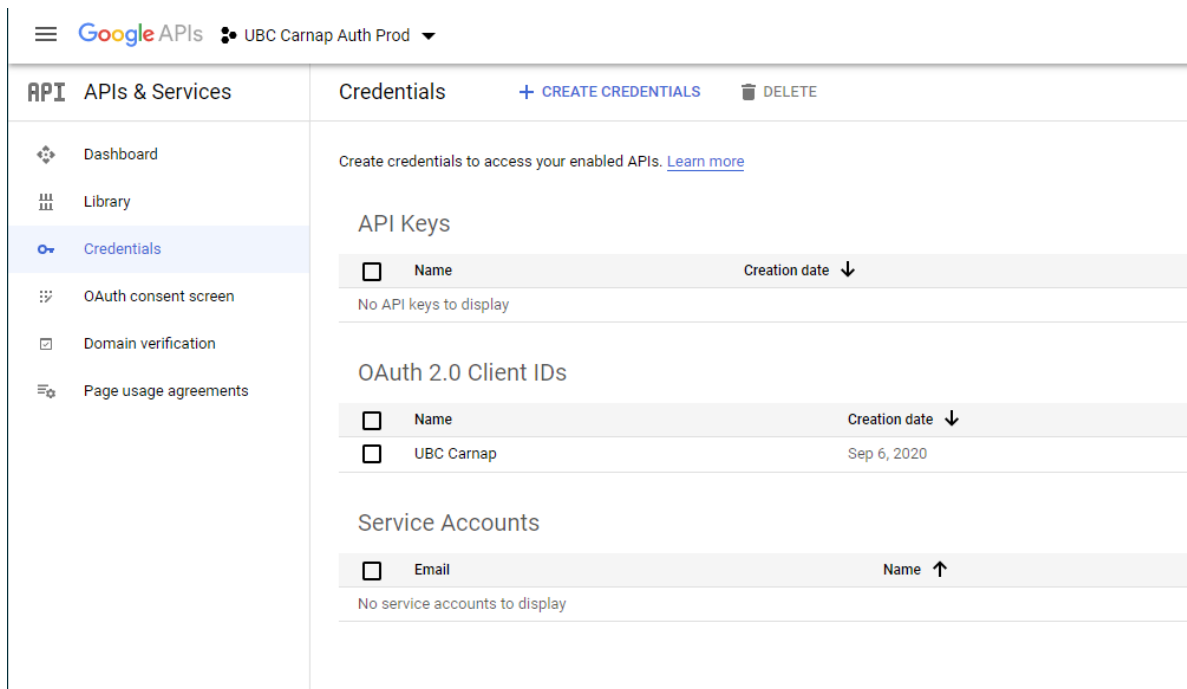 Google APIs UBC Carnap Auth Prod
API APIs & Services
Credentials + CREATE CREDENTIALS DELETE
Dashboard
Library
Credentials
OAuth consent screen
Domain verification
Page usage agreements
Create credentials to access your enabled APIs. Learn more
API Keys
Name Creation date
No API keys to display
OAuth 2.0 Client IDs
Name Creation date
UBC Carnap Sep 6, 2020
Service Accounts
Email Name
No service accounts to display